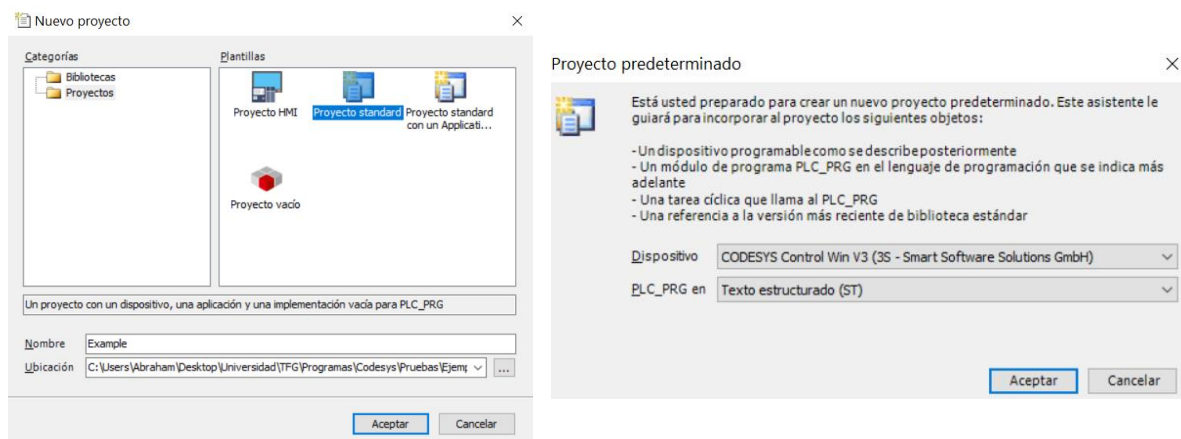 Nuevo proyecto
Categorías
Bibliotecas
Proyectos
Plantillas
Proyecto HMI
Proyecto standard
Proyecto standard
con un Applicati...
Proyecto vacío
Un proyecto con un dispositivo, una aplicación y una implementación vacía para PLC_PRG
Nombre
Example
Ubicación
C:\Users\Abraham\Desktop\Universidad\TFG\Programas\Codesys\Pruebas\Ejemp
...
Aceptar
Cancelar
Proyecto predeterminado
Está usted preparado para crear un nuevo proyecto predeterminado. Este asistente le
guiará para incorporar al proyecto los siguientes objetos:
- Un dispositivo programable como se describe posteriormente
- Un módulo de programa PLC_PRG en el lenguaje de programación que se indica más
adelante
- Una tarea cíclica que llama al PLC_PRG
- Una referencia a la versión más reciente de biblioteca estándar
Dispositivo
CODESYS Control Win V3 (3S - Smart Software Solutions GmbH)
PLC_PRG en
Texto estructurado (ST)
Aceptar
Cancelar